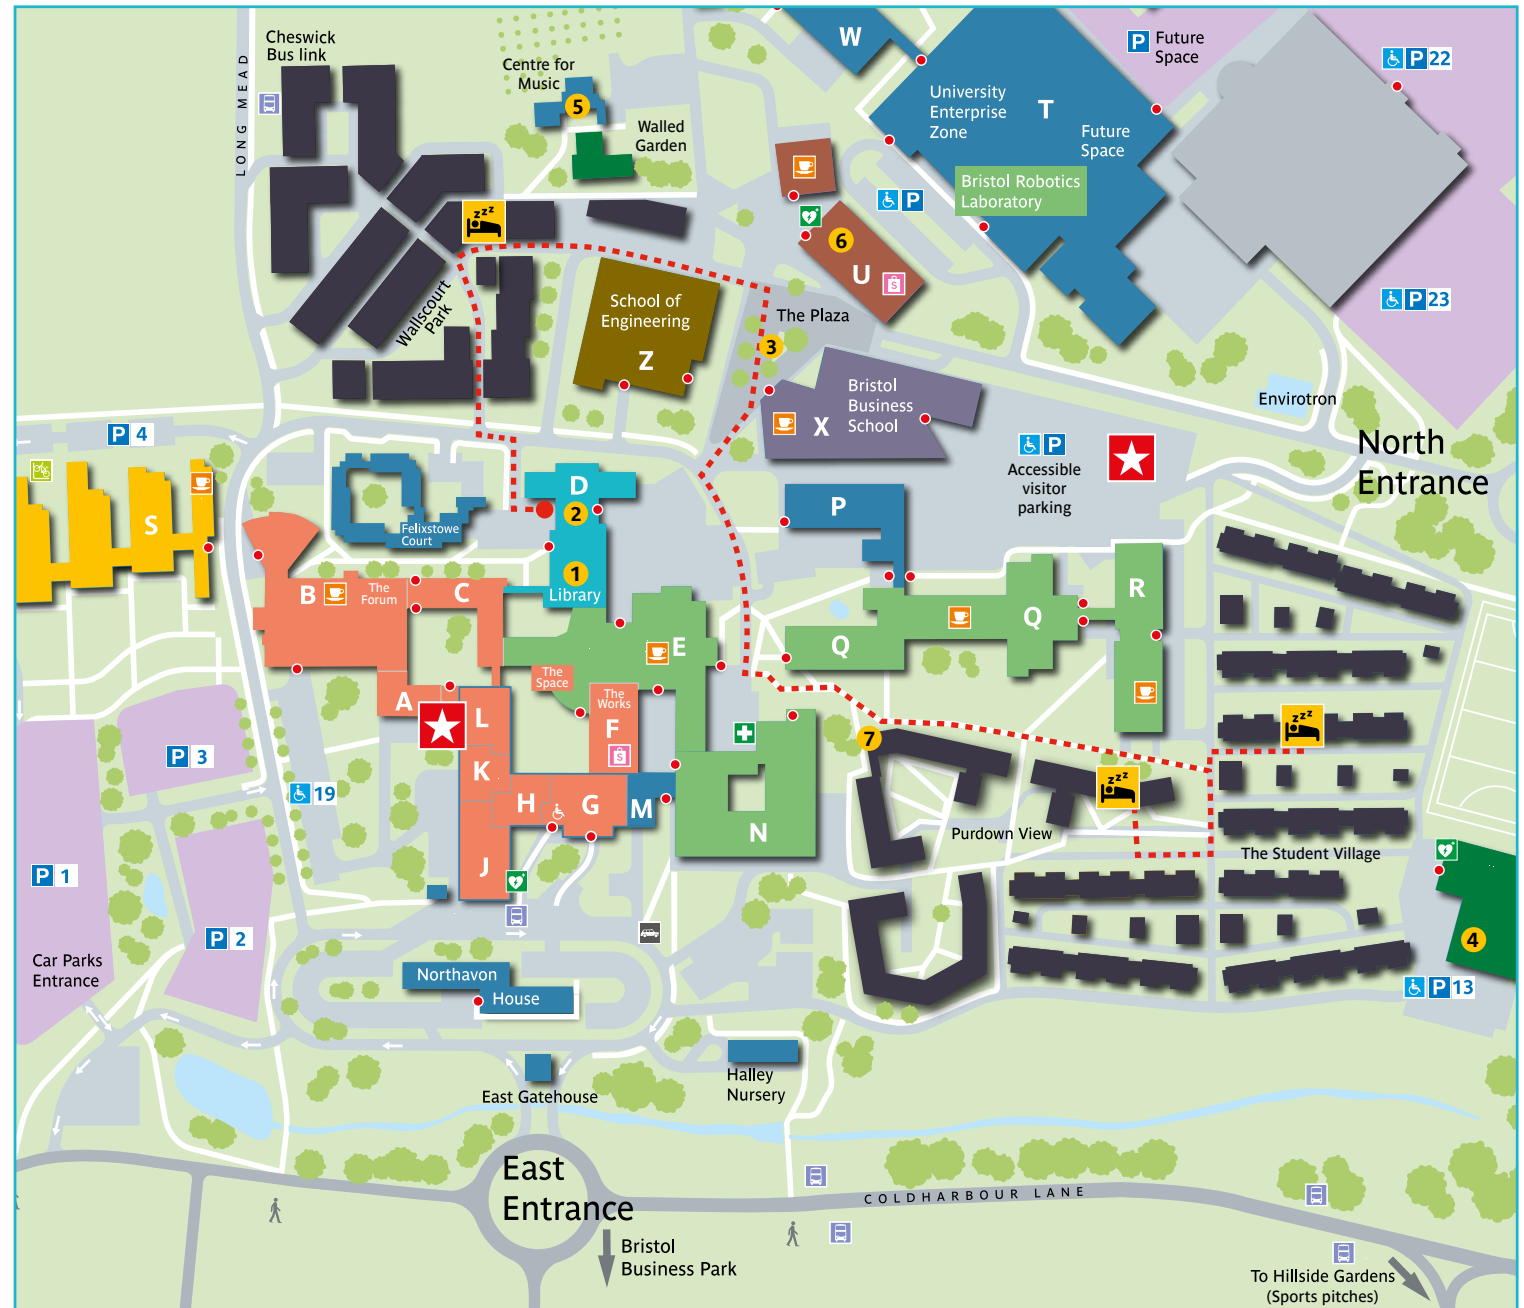 Cheswick
Bus link
LONG MEAD
Centre for
Music
5
Walled
Garden
W
University
Enterprise
Zone
T
Future
Space
Bristol Robotics
Laboratory
P Future
Space
P 22
P
6
U
S
P 23
zzz
Wallscourt
Park
School of
Engineering
Z
The Plaza
3
Bristol
Business
School
X
Envirotron
North
Entrance
P
Accessible
visitor
parking
P 4
S
Felixstowe
Court
D
2
1
Library
P
B
The
Forum
C
E
Q
Q
R
The
Space
The
Works
F
S
A
L
K
H
G
M
N
J
P 3
19
P 1
P 2
Car Parks
Entrance
7
zzz
zzz
Purdown View
The Student Village
4
P 13
Northavon
House
East Gatehouse
Halley
Nursery
East
Entrance
COLDHARBOUR LANE
Bristol
Business Park
To Hillside Gardens
(Sports pitches)